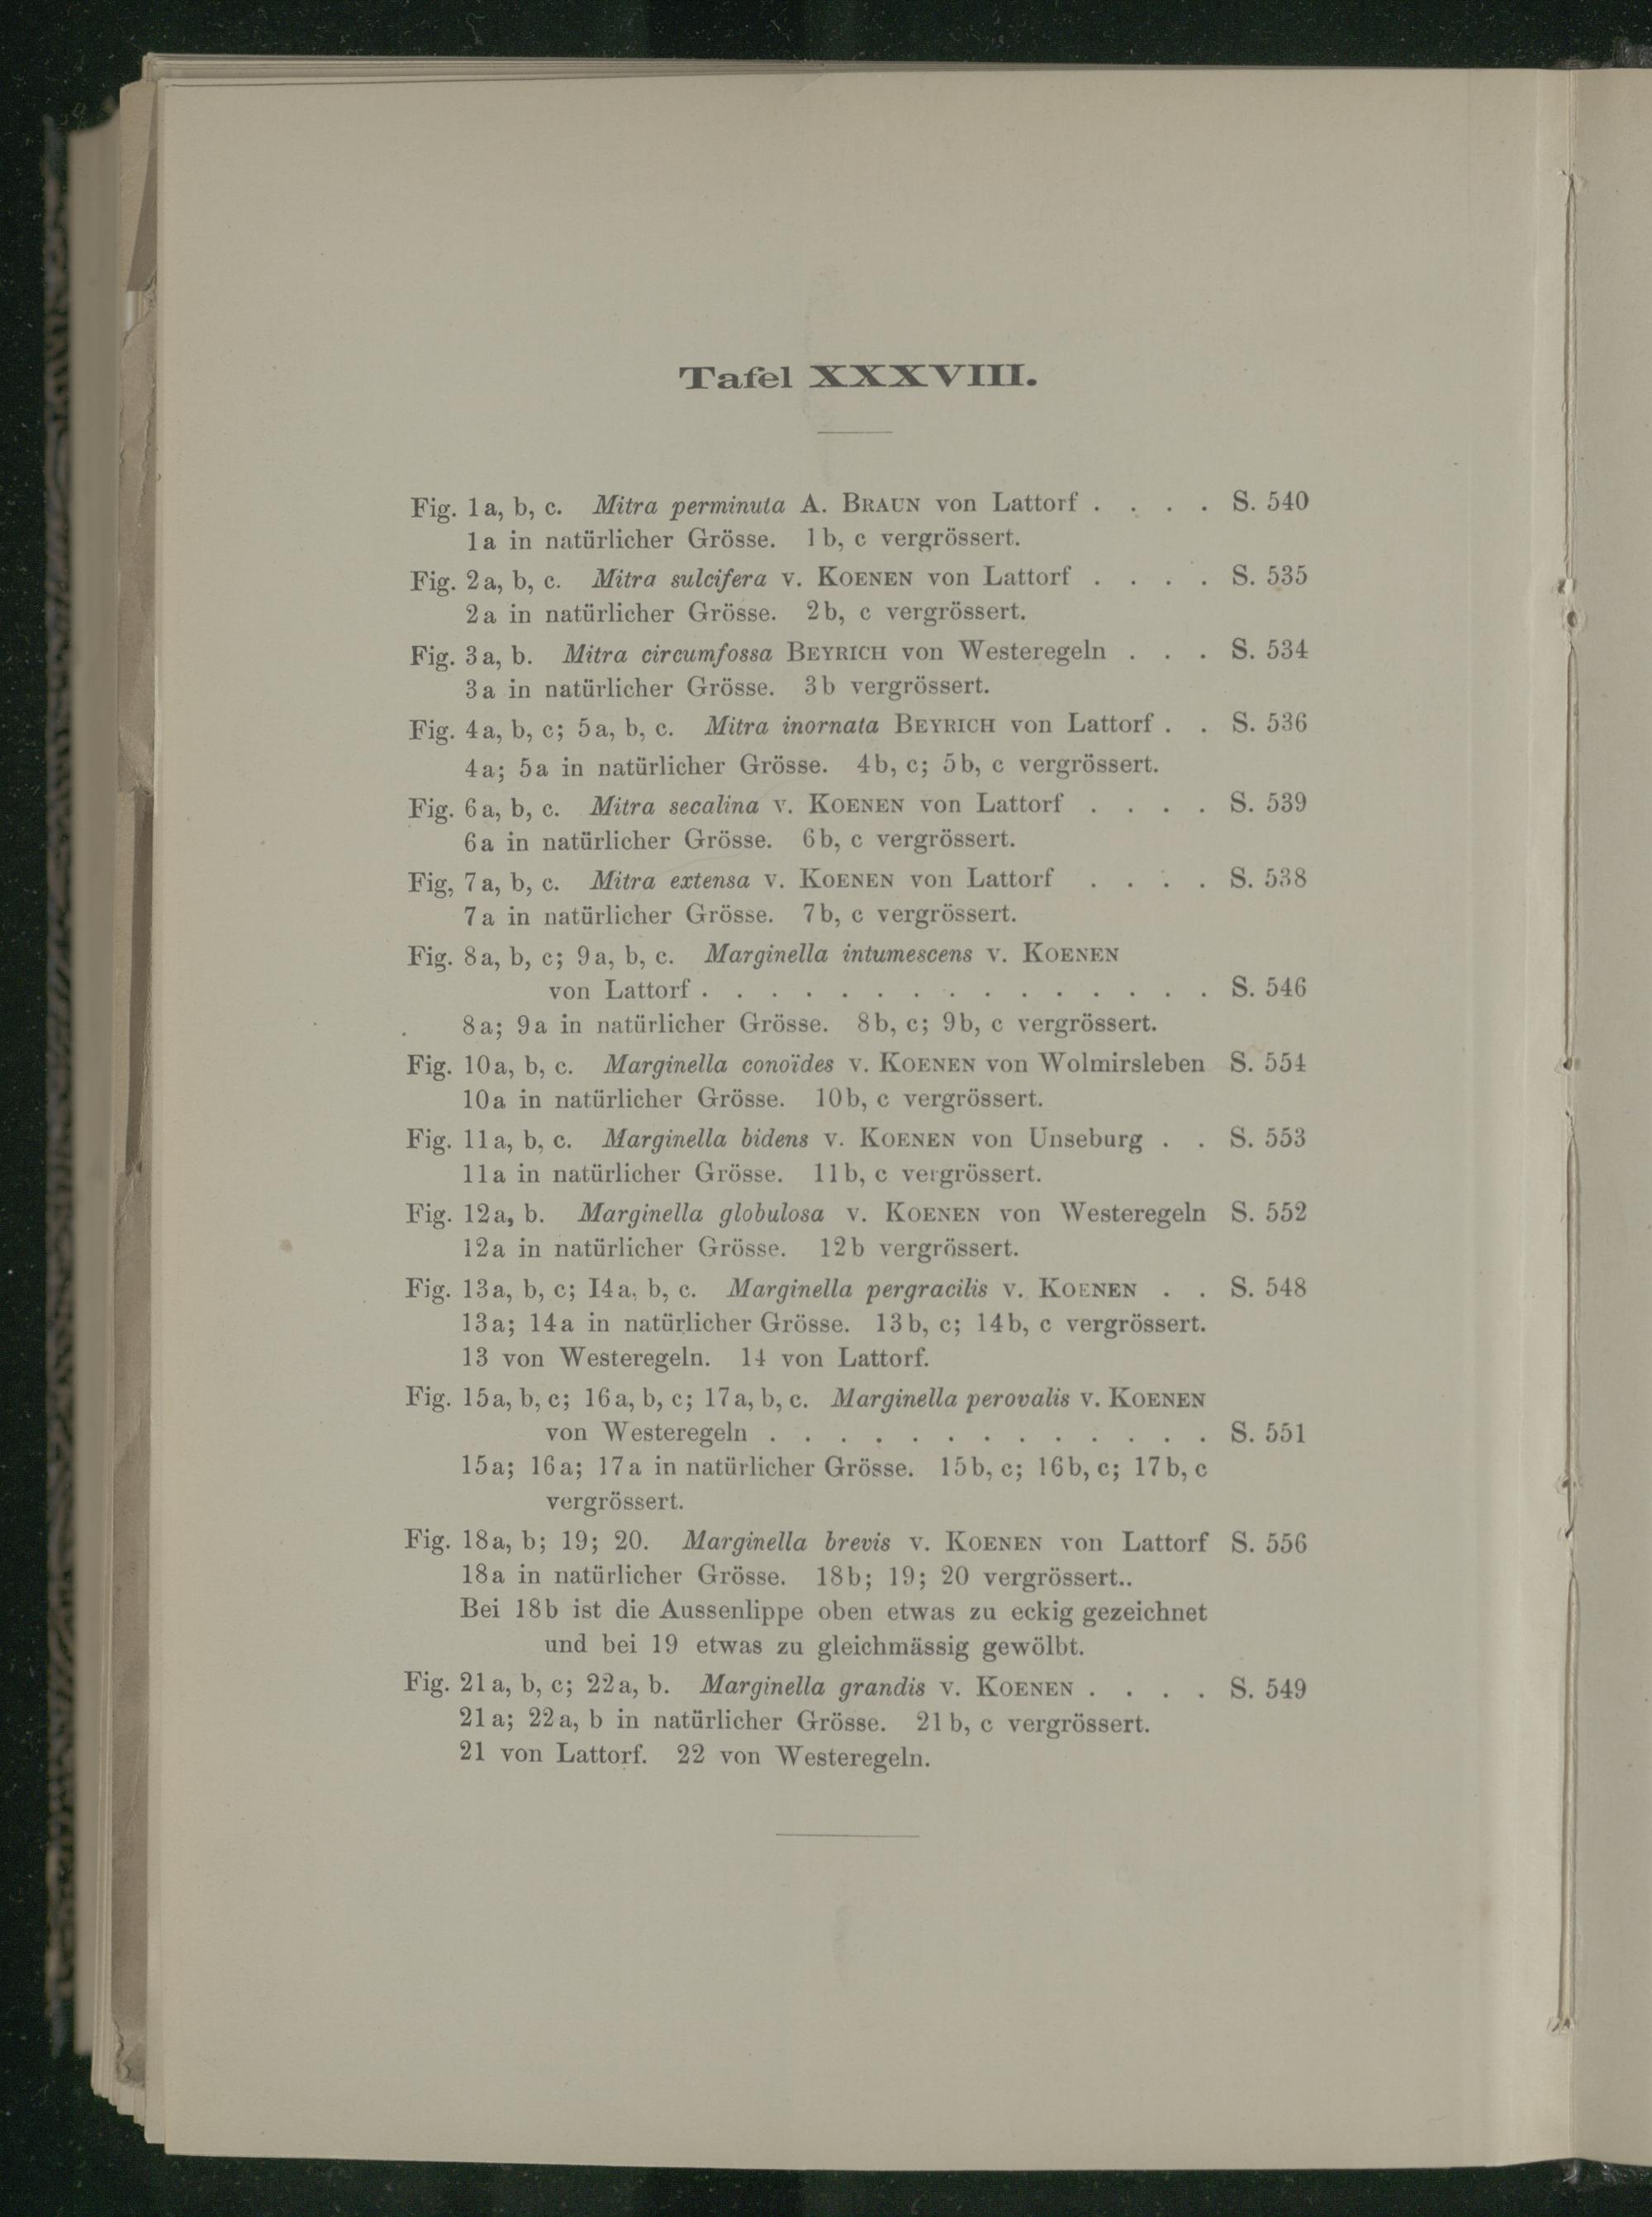 Tafel XXXVIII.
Fig. 1a, b, c. Mitra perminuta A. BRAUN von Lattorf . . . . S. 540
1a in natürlicher Grösse. 1b, c vergrössert.
Fig. 2a, b, c. Mitra sulcifera v. KOENEN von Lattorf . . . . S. 535
2a in natürlicher Grösse. 2b, c vergrössert.
Fig. 3a, b. Mitra circumfossa BEYRICH von Westeregeln . . . S. 534
3a in natürlicher Grösse. 3b vergrössert.
Fig. 4a, b, c; 5a, b, c. Mitra inornata BEYRICH von Lattorf . . S. 536
4a; 5a in natürlicher Grösse. 4b, c; 5b, c vergrössert.
Fig. 6a, b, c. Mitra secalina v. KOENEN von Lattorf . . . . S. 539
6a in natürlicher Grösse. 6b, c vergrössert.
Fig, 7a, b, c. Mitra extensa v. KOENEN von Lattorf . . . . S. 538
7a in natürlicher Grösse. 7b, c vergrössert.
Fig. 8a, b, c; 9a, b, c. Marginella intumescens v. KOENEN
von Lattorf . . . . . . . . . . . . . . . S. 546
8a; 9a in natürlicher Grösse. 8b, c; 9b, c vergrössert.
Fig. 10a, b, c. Marginella conoïdes v. KOENEN von Wolmirsleben S. 554
10a in natürlicher Grösse. 10b, c vergrössert.
Fig. 11a, b, c. Marginella bidens v. KOENEN von Unseburg . . S. 553
11a in natürlicher Grösse. 11b, c vergrössert.
Fig. 12a, b. Marginella globulosa v. KOENEN von Westeregeln S. 552
12a in natürlicher Grösse. 12b vergrössert.
Fig. 13a, b, c; I4a, b, c. Marginella pergracilis v. KOENEN . . S. 548
13a; 14a in natürlicher Grösse. 13b, c; 14b, c vergrössert.
13 von Westeregeln. 14 von Lattorf.
Fig. 15a, b, c; 16a, b, c; 17a, b, c. Marginella perovalis v. KOENEN
von Westeregeln . . . . . . . . . . . . . S. 551
15a; 16a; 17a in natürlicher Grösse. 15b, c; 16b, c; 17b, c
vergrössert.
Fig. 18a, b; 19; 20. Marginella brevis v. KOENEN von Lattorf S. 556
18a in natürlicher Grösse. 18b; 19; 20 vergrössert..
Bei 18b ist die Aussenlippe oben etwas zu eckig gezeichnet
und bei 19 etwas zu gleichmässig gewölbt.
Fig. 21a, b, c; 22a, b. Marginella grandis v. KOENEN . . . . S. 549
21a; 22a, b in natürlicher Grösse. 21b, c vergrössert.
21 von Lattorf. 22 von Westeregeln.